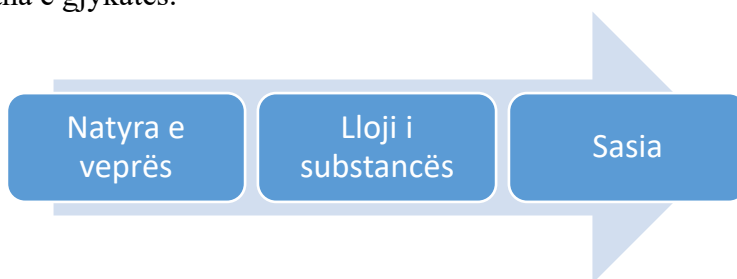 e gjykatës.
Natyra e
veprës
Lloji i
substancës
Sasia